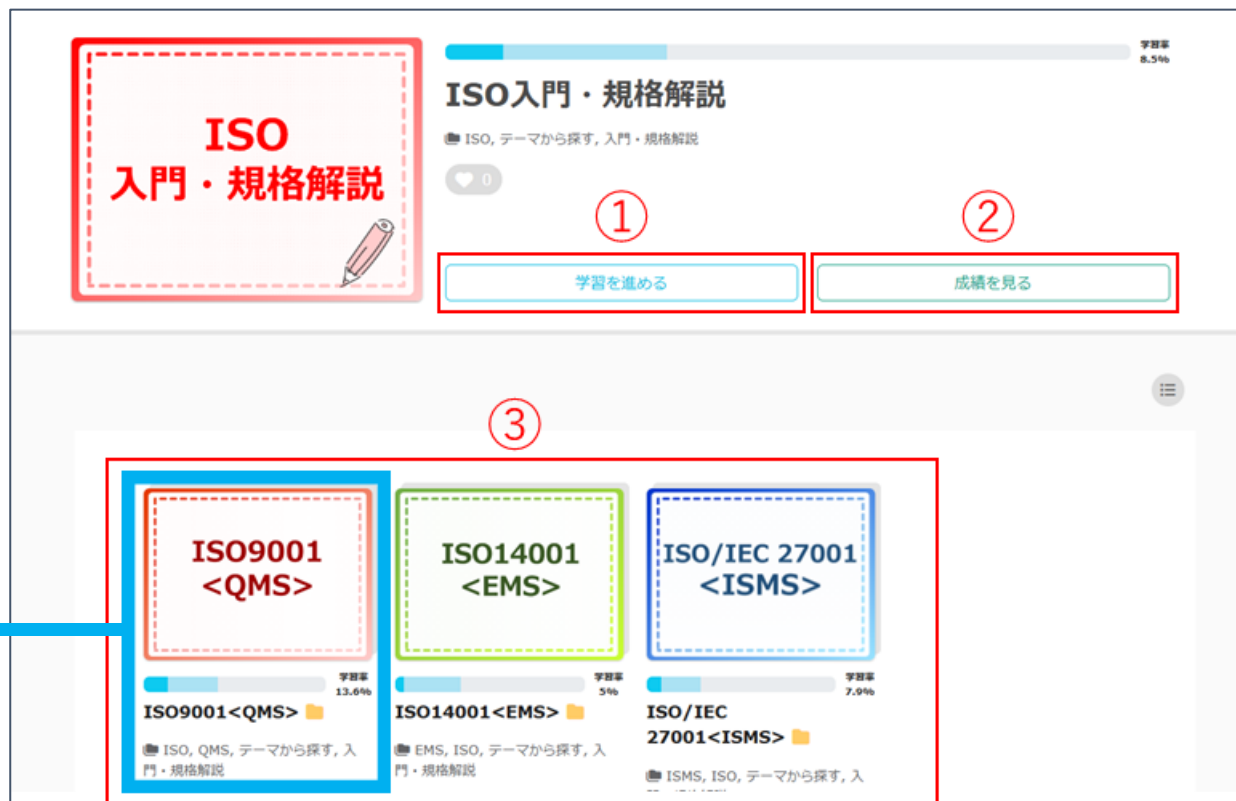 ISO
入門・規格解説
学習率
8.5%
ISO入門・規格解説
ISO, テーマから探す, 入門・規格解説
0
①
②
学習を進める
成績を見る
③
ISO9001
<QMS>
学習率
13.6%
ISO9001<QMS>
ISO, QMS, テーマから探す, 入
門・規格解説
ISO14001
<EMS>
学習率
5%
ISO14001<EMS>
EMS, ISO, テーマから探す, 入
門・規格解説
ISO/IEC 27001
<ISMS>
学習率
7.9%
ISO/IEC
27001<ISMS>
ISMS, ISO, テーマから探す, 入